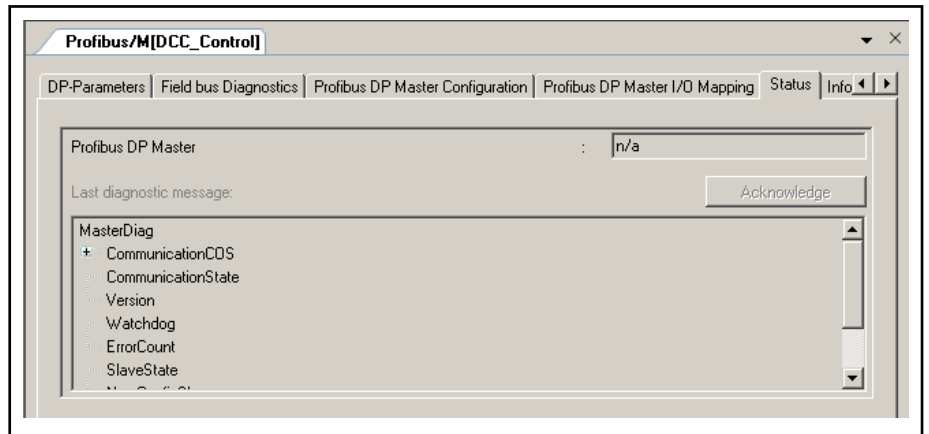 Profibus/M[DCC_Control]
DP-Parameters Field bus Diagnostics Profibus DP Master Configuration Profibus DP Master I/O Mapping Status Info
Profibus DP Master : n/a
Last diagnostic message: Acknowledge
MasterDiag
CommunicationCOS
CommunicationState
Version
Watchdog
ErrorCount
SlaveState